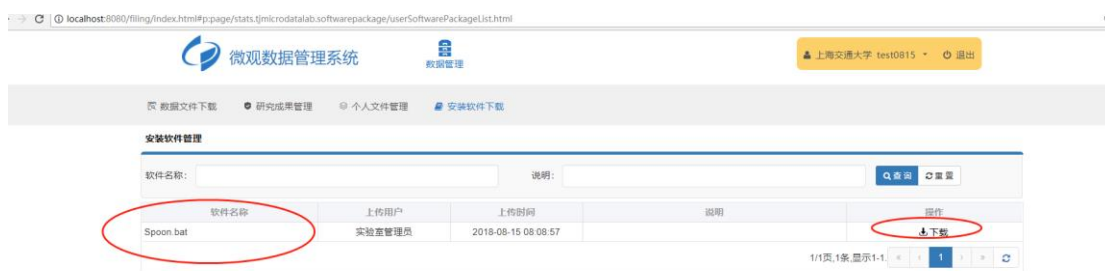 localhost:8080/filing/index.html#p:page/stats.tjmicrodatalab.softwarepackage/userSoftwarePackageList.html
微观数据管理系统
数据管理
上海交通大学 test0815 退出
数据文件下载 研究成果管理 个人文件管理 安装软件下载
安装软件管理
软件名称: 说明: 查询 重置
软件名称 上传用户 上传时间 说明 操作
Spoon.bat 实验室管理员 2018-08-15 08:08:57 下载
1/1页,1条,显示1-1, « ‹ 1 › »